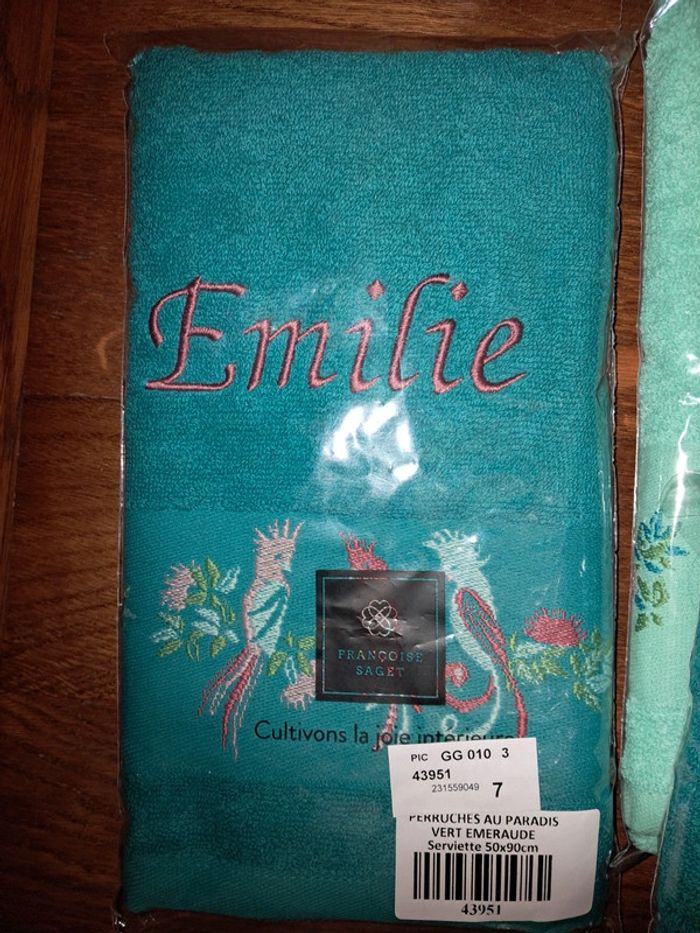 Emilie
FRANÇOISE
SAGET
Cultivons la joie intérieure
PIC GG 010 3
43951
231559049 7
PERRUCHES AU PARADIS
VERT EMERAUDE
Serviette 50x90cm
43951